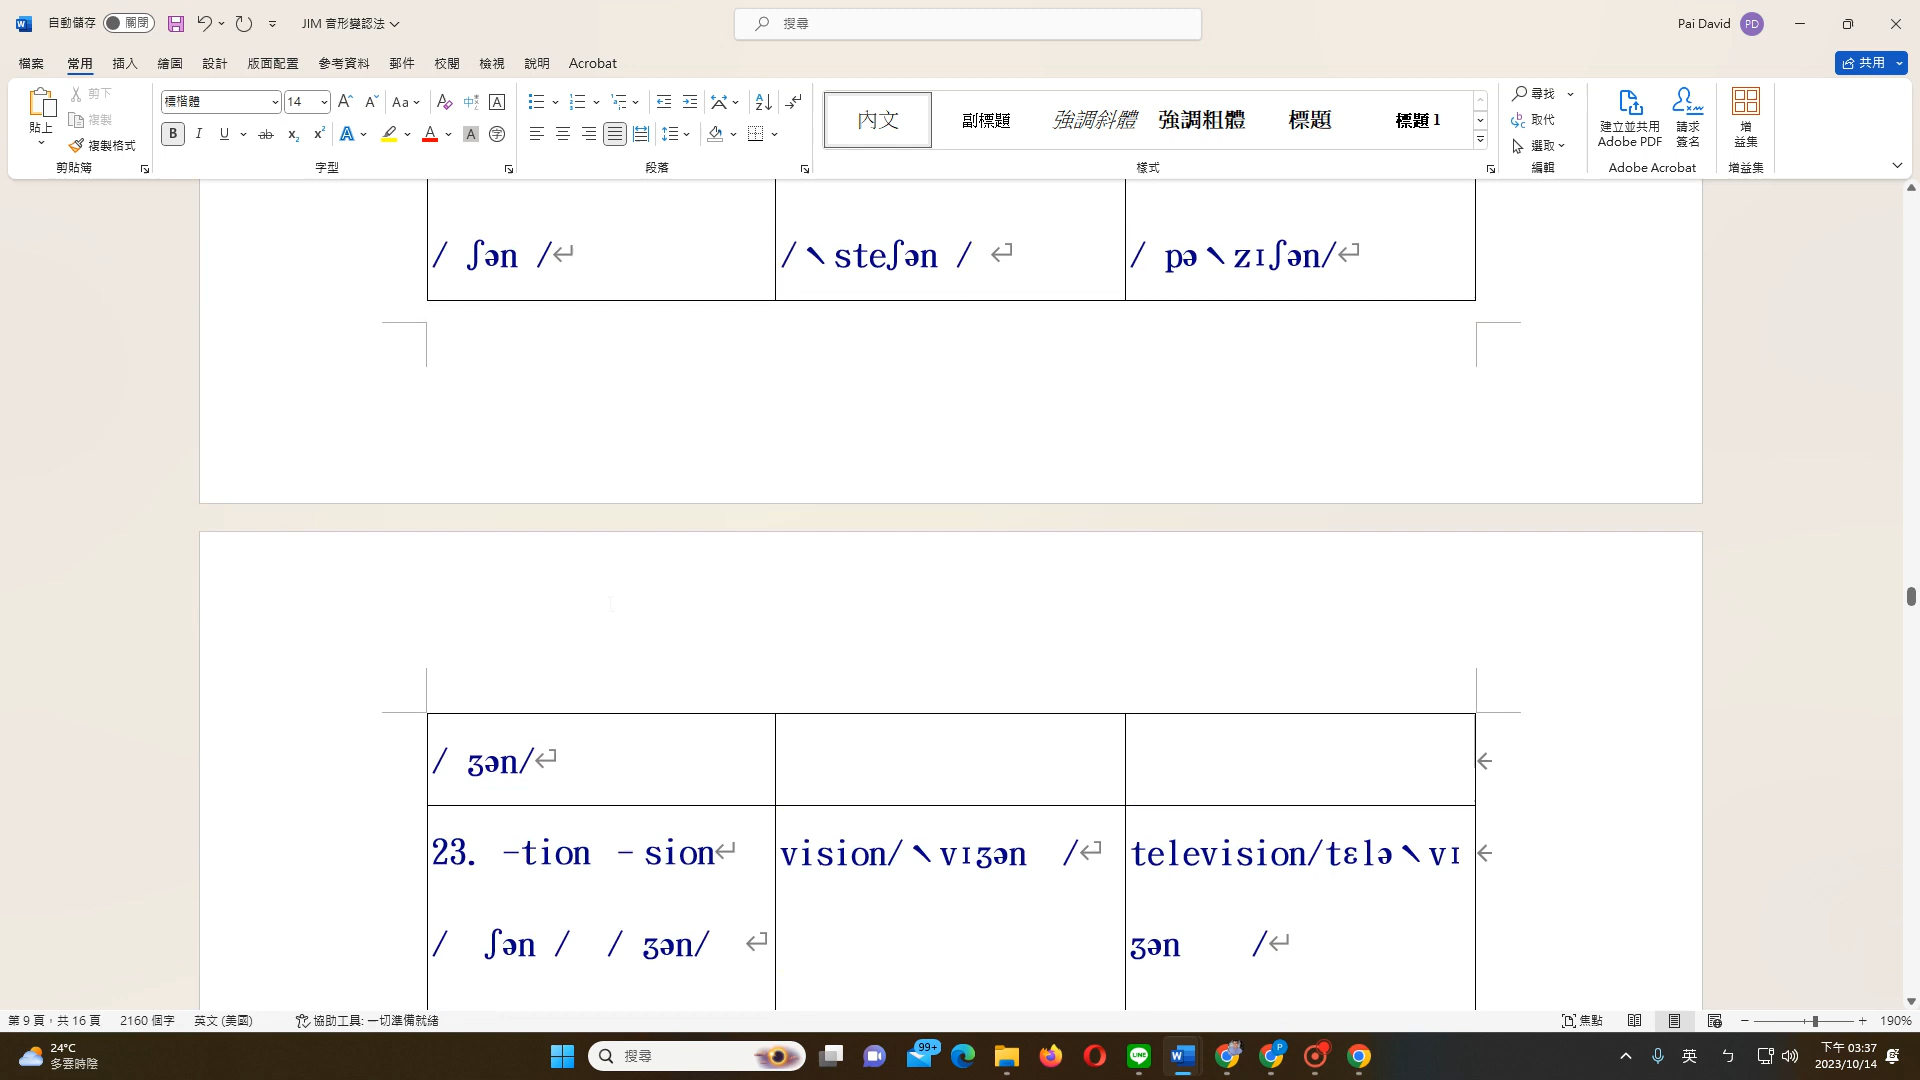 自動儲存 關閉 JIM 音形變認法 搜尋 Pai David PD
檔案 常用 插入 繪圖 設計 版面配置 參考資料 郵件 校閱 檢視 說明 Acrobat 共用
貼上 剪下 複製 複製格式 剪貼簿
標楷體 14 Aa B I U ab x₂ x² A A A 字 字型
段落
內文 副標題 強調斜體 強調粗體 標題 標題 1 樣式
尋找 取代 選取 編輯
建立並共用 Adobe PDF 請求簽名 Adobe Acrobat
增益集 增益集
/ ʃən /
/ˋsteʃən /
/ pəˋzɪʃən/
/ ʒən/
23. -tion -sion
vision/ˋvɪʒən /
television/tɛləˋvɪ
/ ʃən / / ʒən/
ʒən /
第 9 頁，共 16 頁 2160 個字 英文 (美國) 協助工具: 一切準備就緒 焦點 190%
24°C
多雲時陰
搜尋 99+ 英 ㄅ 下午 03:37
2023/10/14